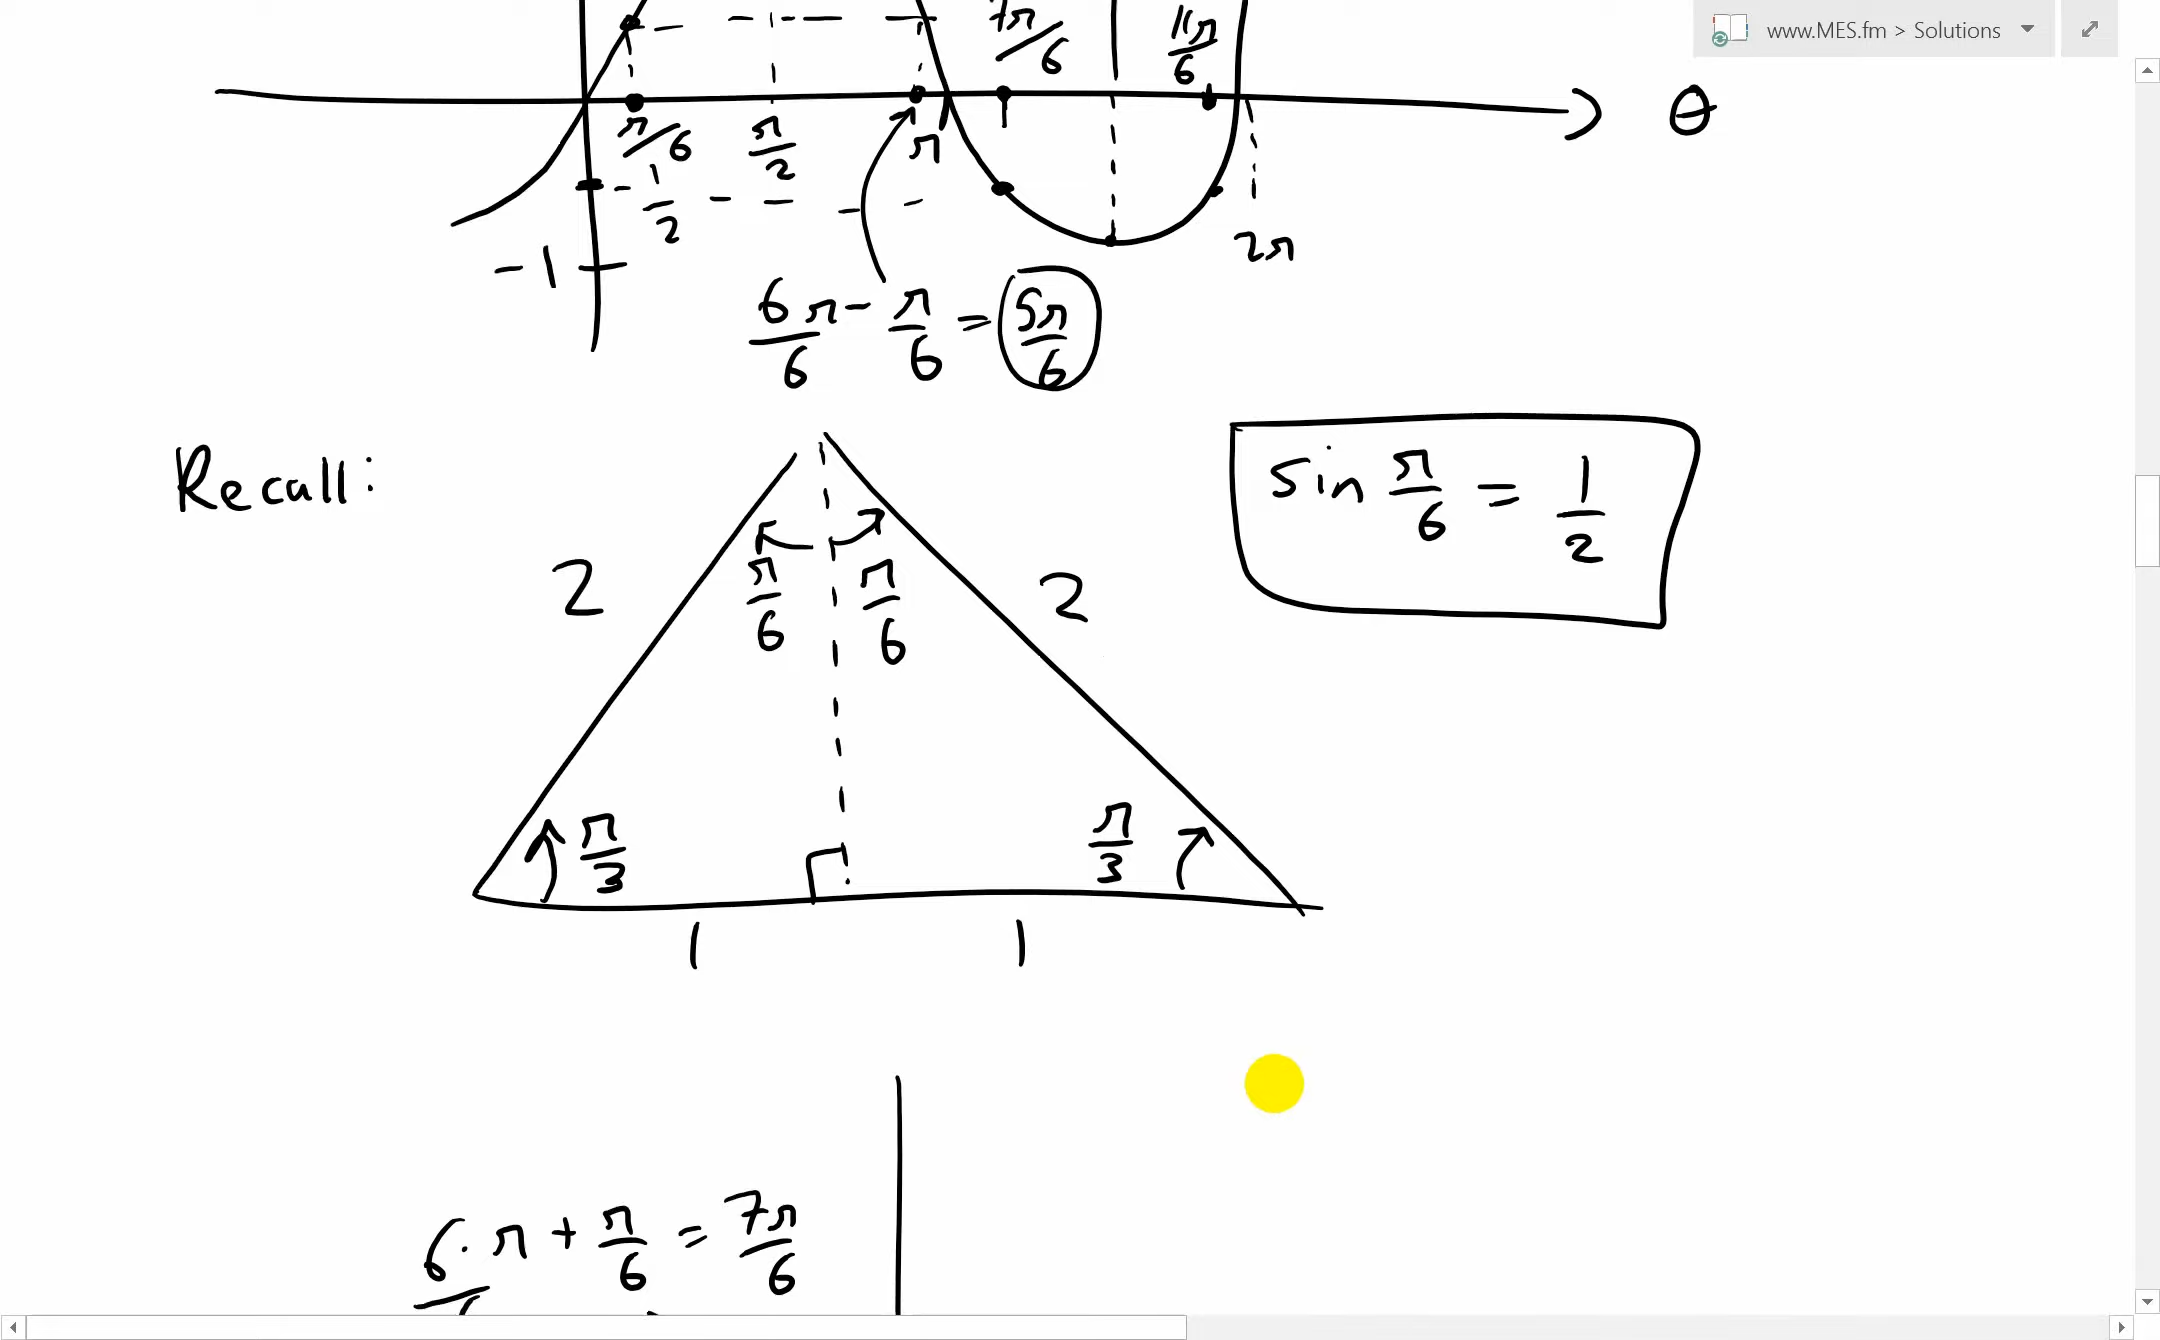 www.MES.fm > Solutions
7π/6 11π/6
θ
π/6 π/2 π
-1/2
2π
-1
6π/6 - π/6 = 5π/6
Recall:
sin π/6 = 1/2
2 π/6 π/6 2
π/3 π/3
1 1
6·π + π/6 = 7π/6